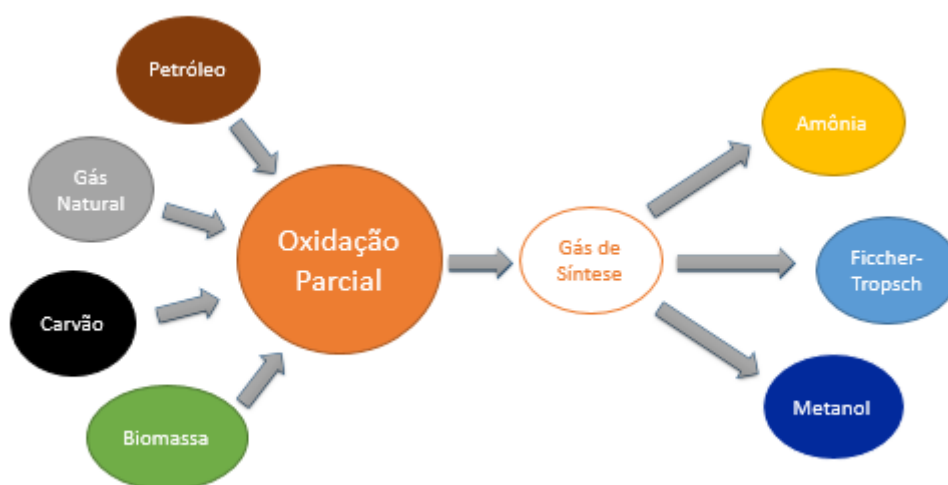 Petróleo
Gás
Natural
Carvão
Biomassa
Oxidação
Parcial
Gás de
Síntese
Amônia
Ficcher-
Tropsch
Metanol